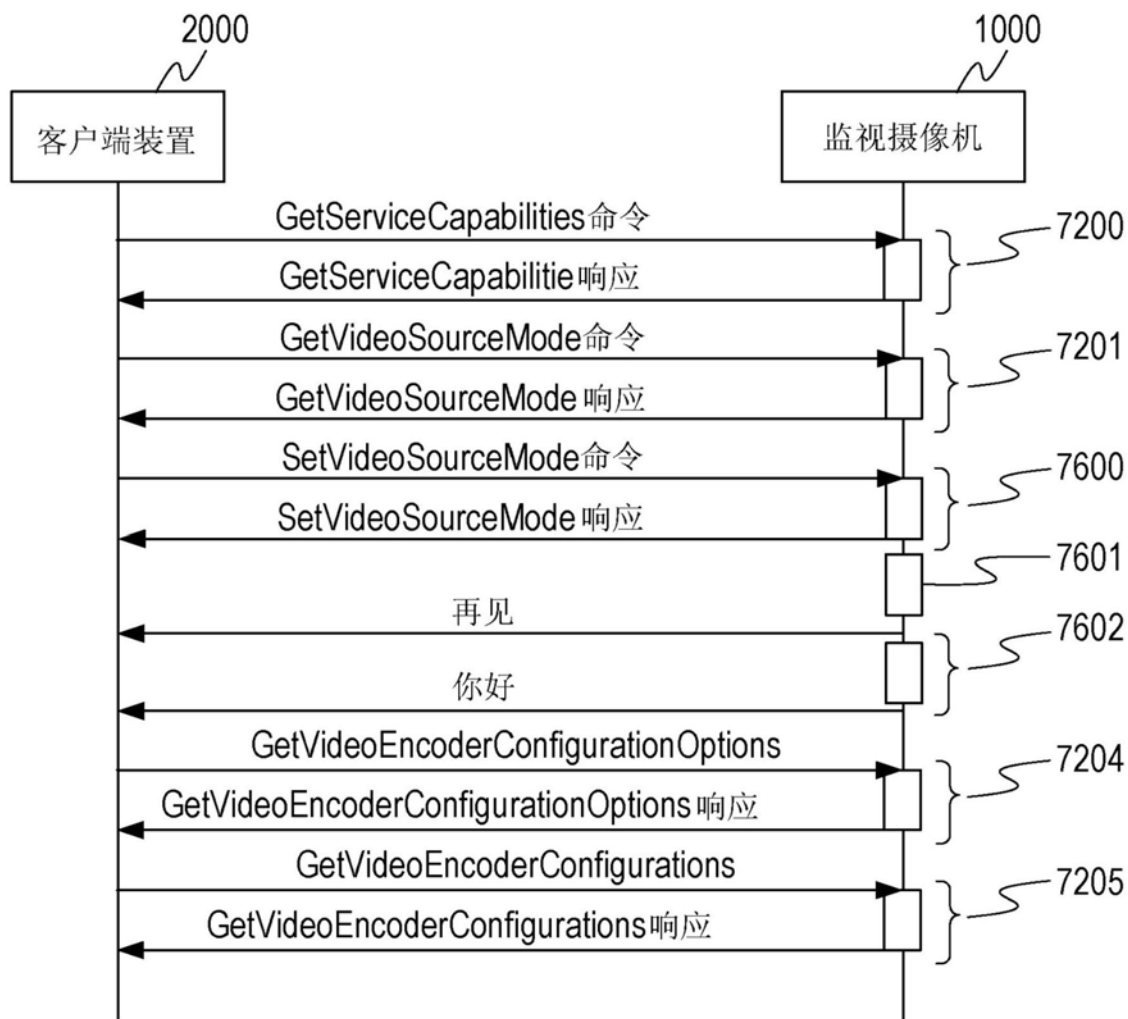 2000
1000
客户端装置
监视摄像机
GetServiceCapabilities命令
7200
GetServiceCapabilitie响应
GetVideoSourceMode命令
7201
GetVideoSourceMode响应
SetVideoSourceMode命令
7600
SetVideoSourceMode响应
7601
再见
7602
你好
GetVideoEncoderConfigurationOptions
7204
GetVideoEncoderConfigurationOptions响应
GetVideoEncoderConfigurations
7205
GetVideoEncoderConfigurations响应